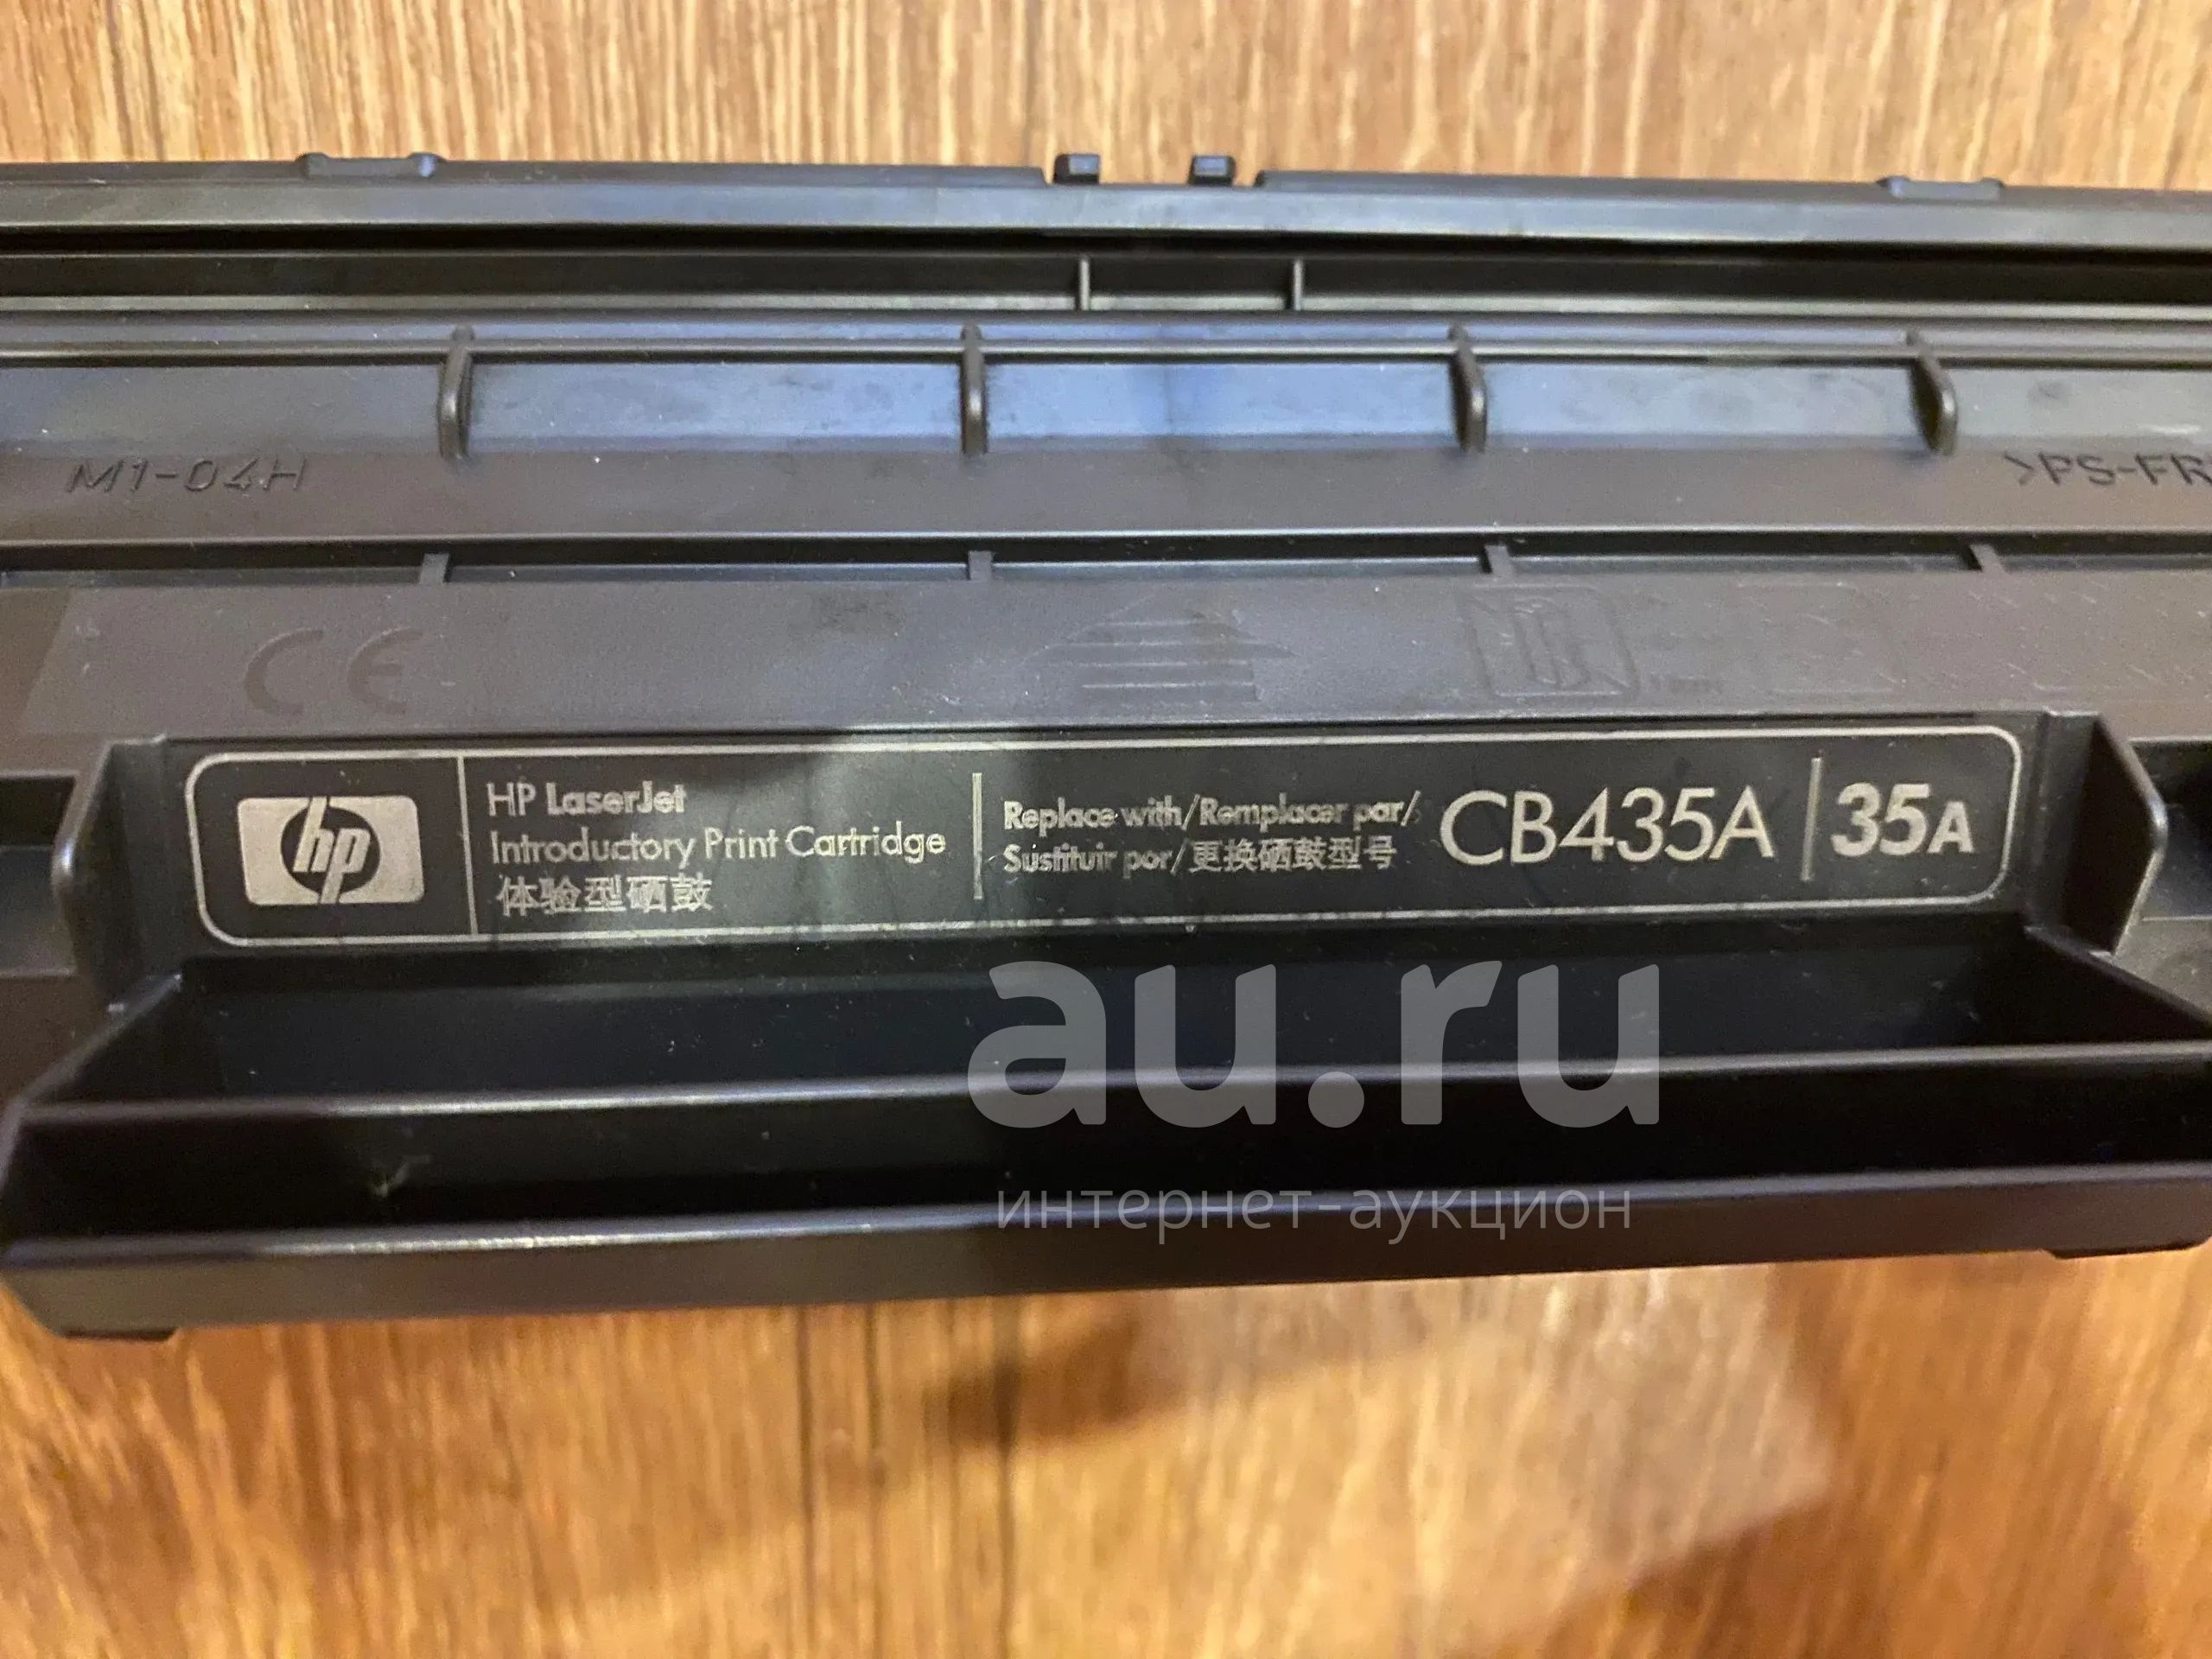 M1-04H
>PS-FR
CE
hp
HP LaserJet
Introductory Print Cartridge
体验型硒鼓
Replace with/Remplacer par/
Sustituir por/更换硒鼓型号
CB435A
35A
au.ru
интернет-аукцион